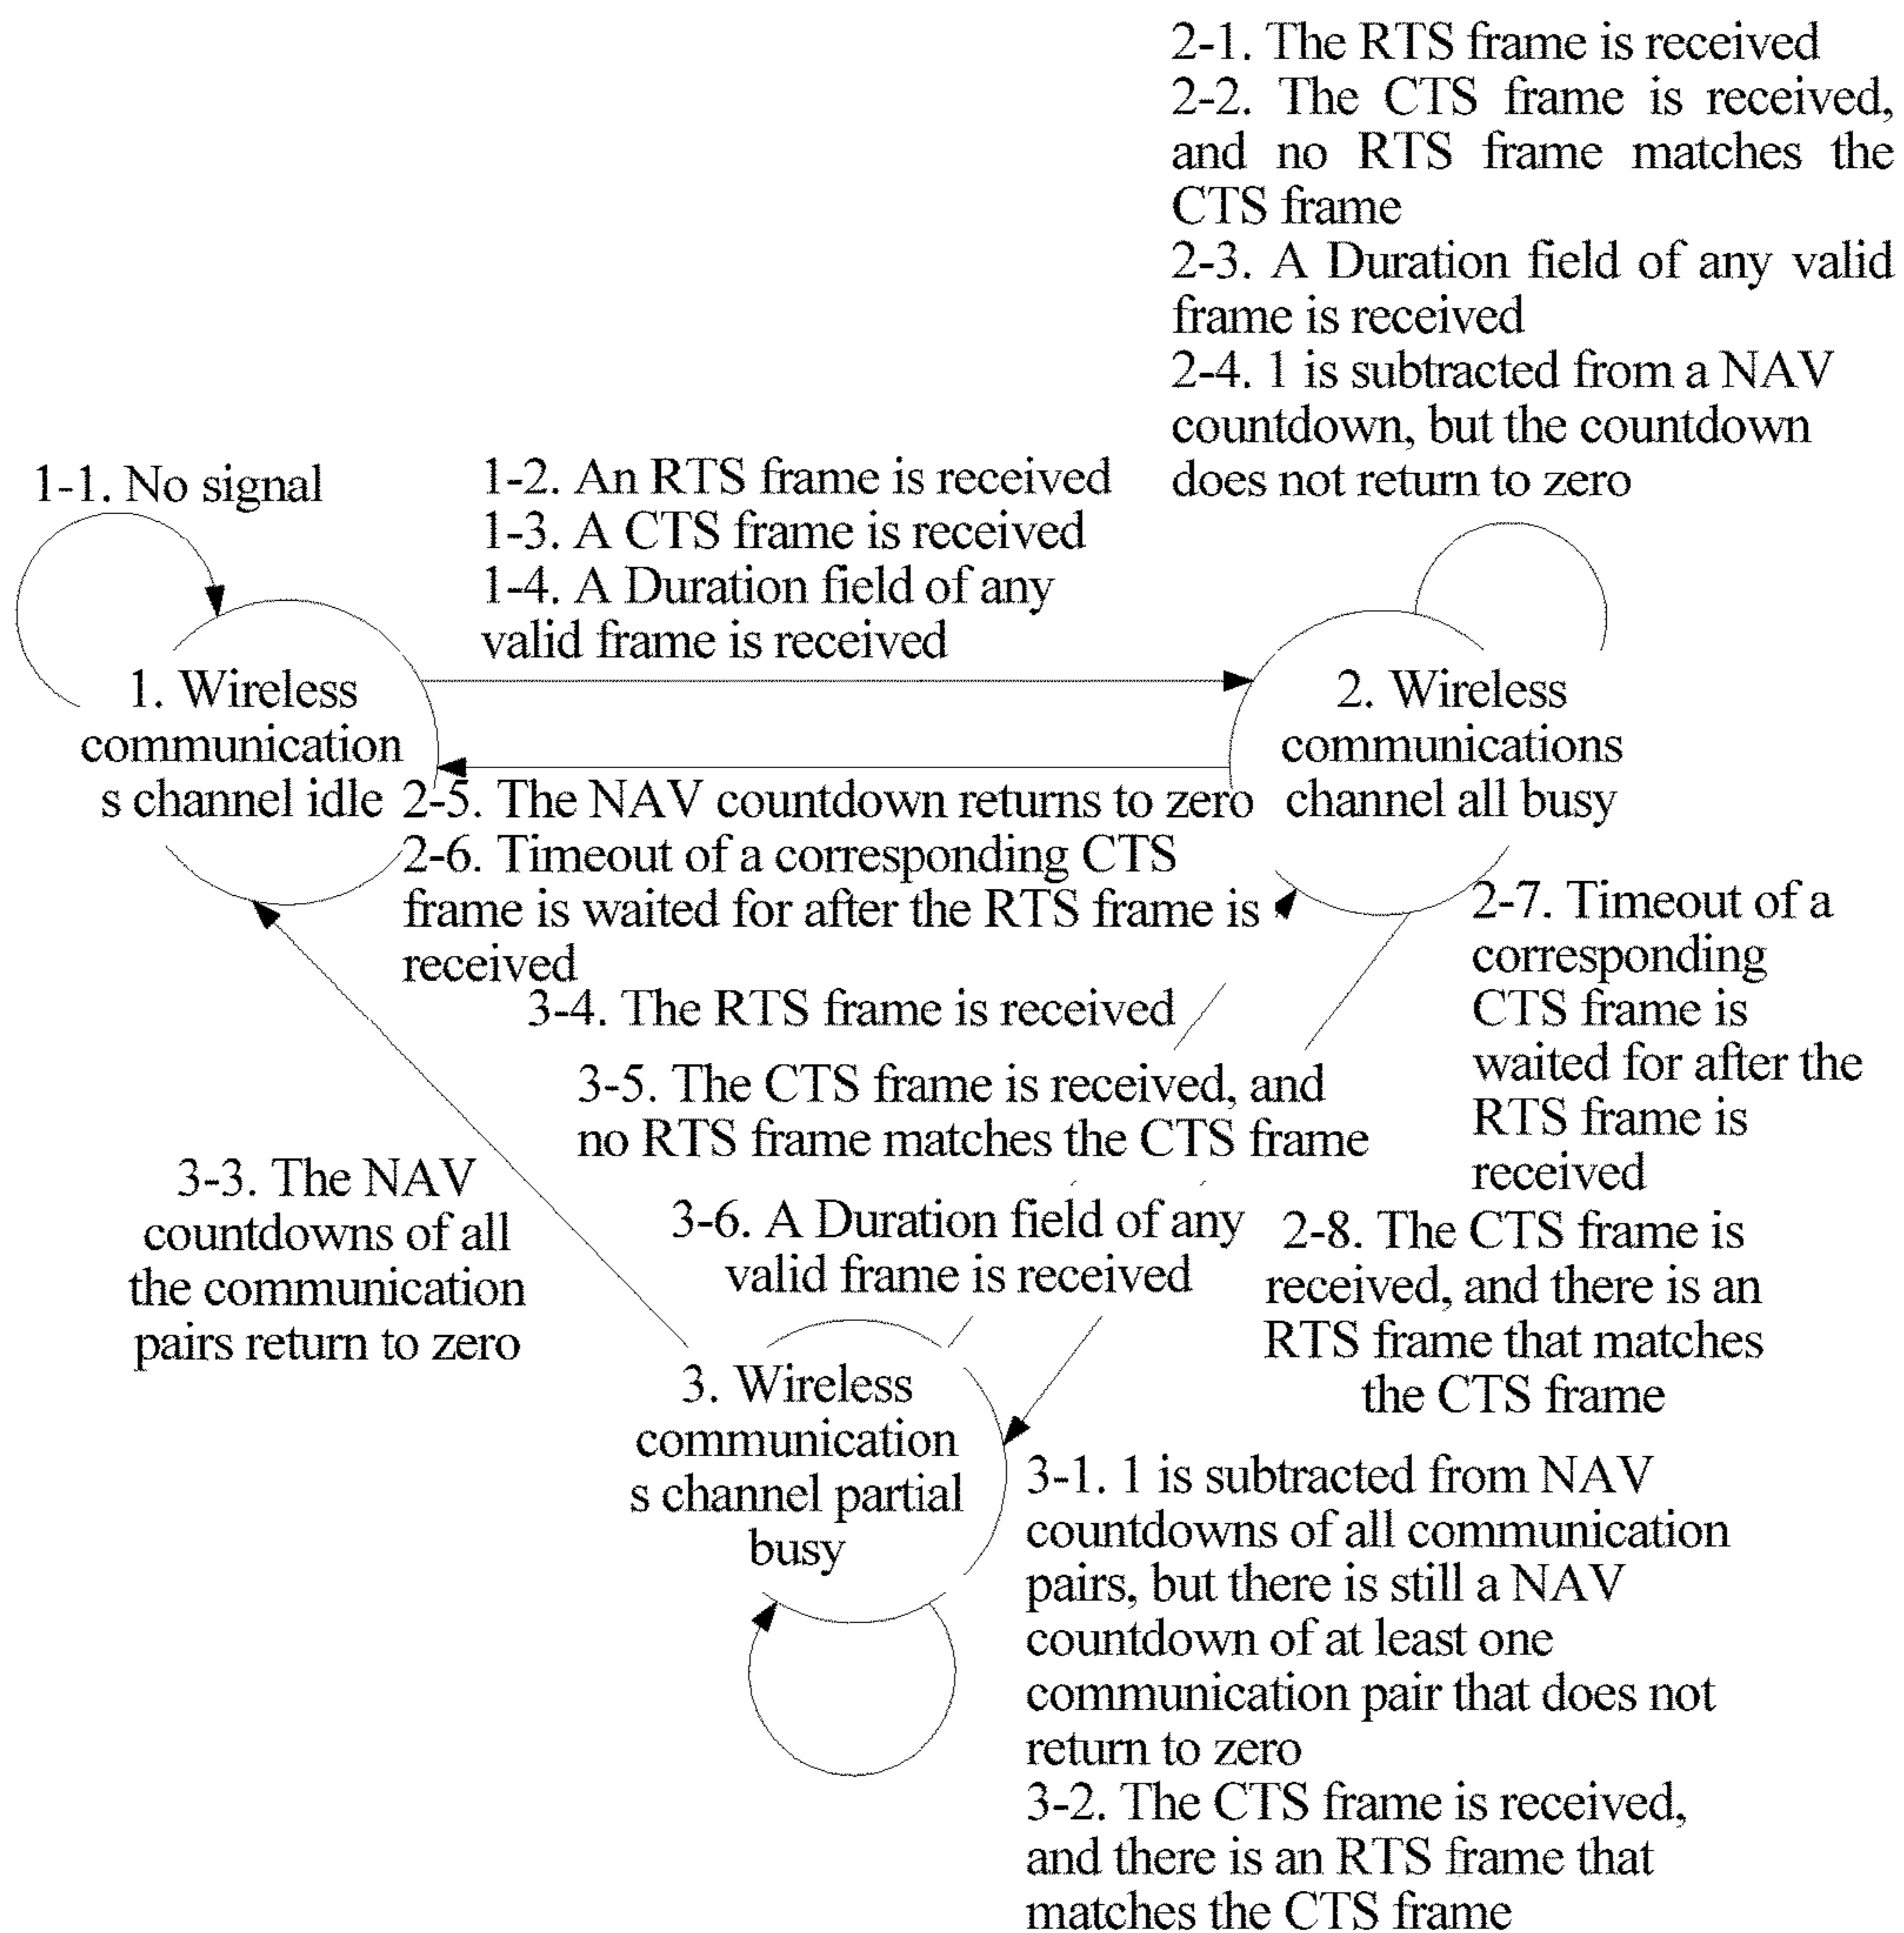 2-1. The RTS frame is received
2-2. The CTS frame is received,
and no RTS frame matches the
CTS frame
2-3. A Duration field of any valid
frame is received
2-4. 1 is subtracted from a NAV
countdown, but the countdown
does not return to zero
1-1. No signal
1-2. An RTS frame is received
1-3. A CTS frame is received
1-4. A Duration field of any
valid frame is received
1. Wireless
communication
s channel idle
2. Wireless
communications
channel all busy
2-5. The NAV countdown returns to zero
2-6. Timeout of a corresponding CTS
frame is waited for after the RTS frame is
received
2-7. Timeout of a
corresponding
CTS frame is
waited for after the
RTS frame is
received
3-4. The RTS frame is received
3-5. The CTS frame is received, and
no RTS frame matches the CTS frame
3-3. The NAV
countdowns of all
the communication
pairs return to zero
3-6. A Duration field of any
valid frame is received
2-8. The CTS frame is
received, and there is an
RTS frame that matches
the CTS frame
3. Wireless
communication
s channel partial
busy
3-1. 1 is subtracted from NAV
countdowns of all communication
pairs, but there is still a NAV
countdown of at least one
communication pair that does not
return to zero
3-2. The CTS frame is received,
and there is an RTS frame that
matches the CTS frame